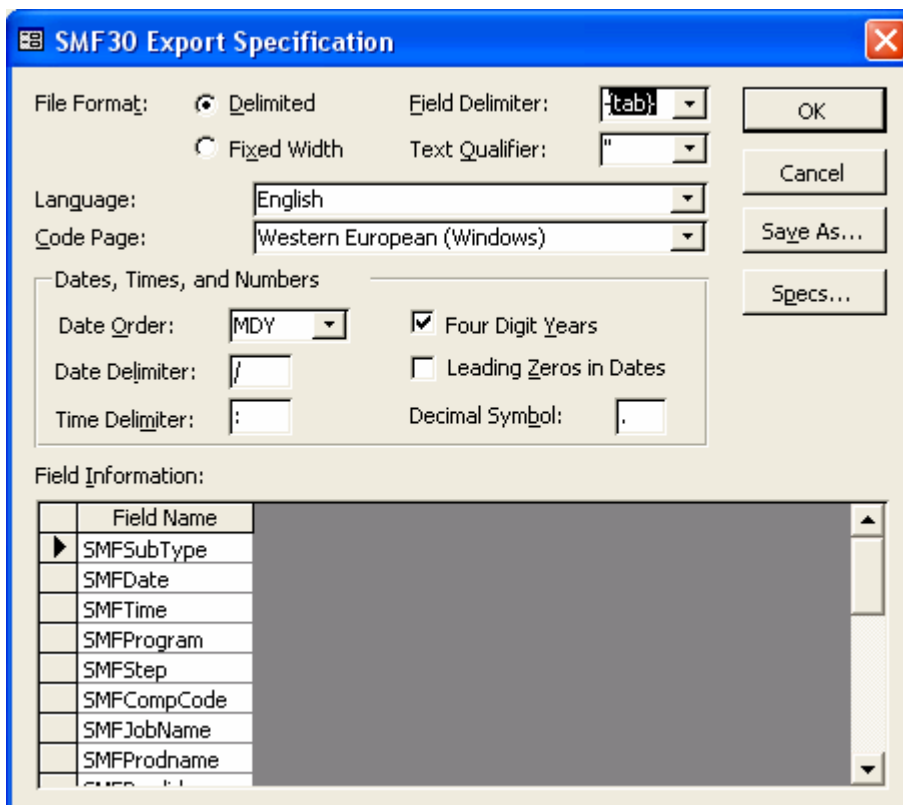 SMF30 Export Specification
File Format: Delimited Field Delimiter: {tab} OK
Fixed Width Text Qualifier: "
Cancel
Language: English
Code Page: Western European (Windows) Save As...
Dates, Times, and Numbers
Specs...
Date Order: MDY Four Digit Years
Date Delimiter: / Leading Zeros in Dates
Time Delimiter: : Decimal Symbol: .
Field Information:
Field Name
SMFSubType
SMFDate
SMFTime
SMFProgram
SMFStep
SMFCompCode
SMFJobName
SMFProdname